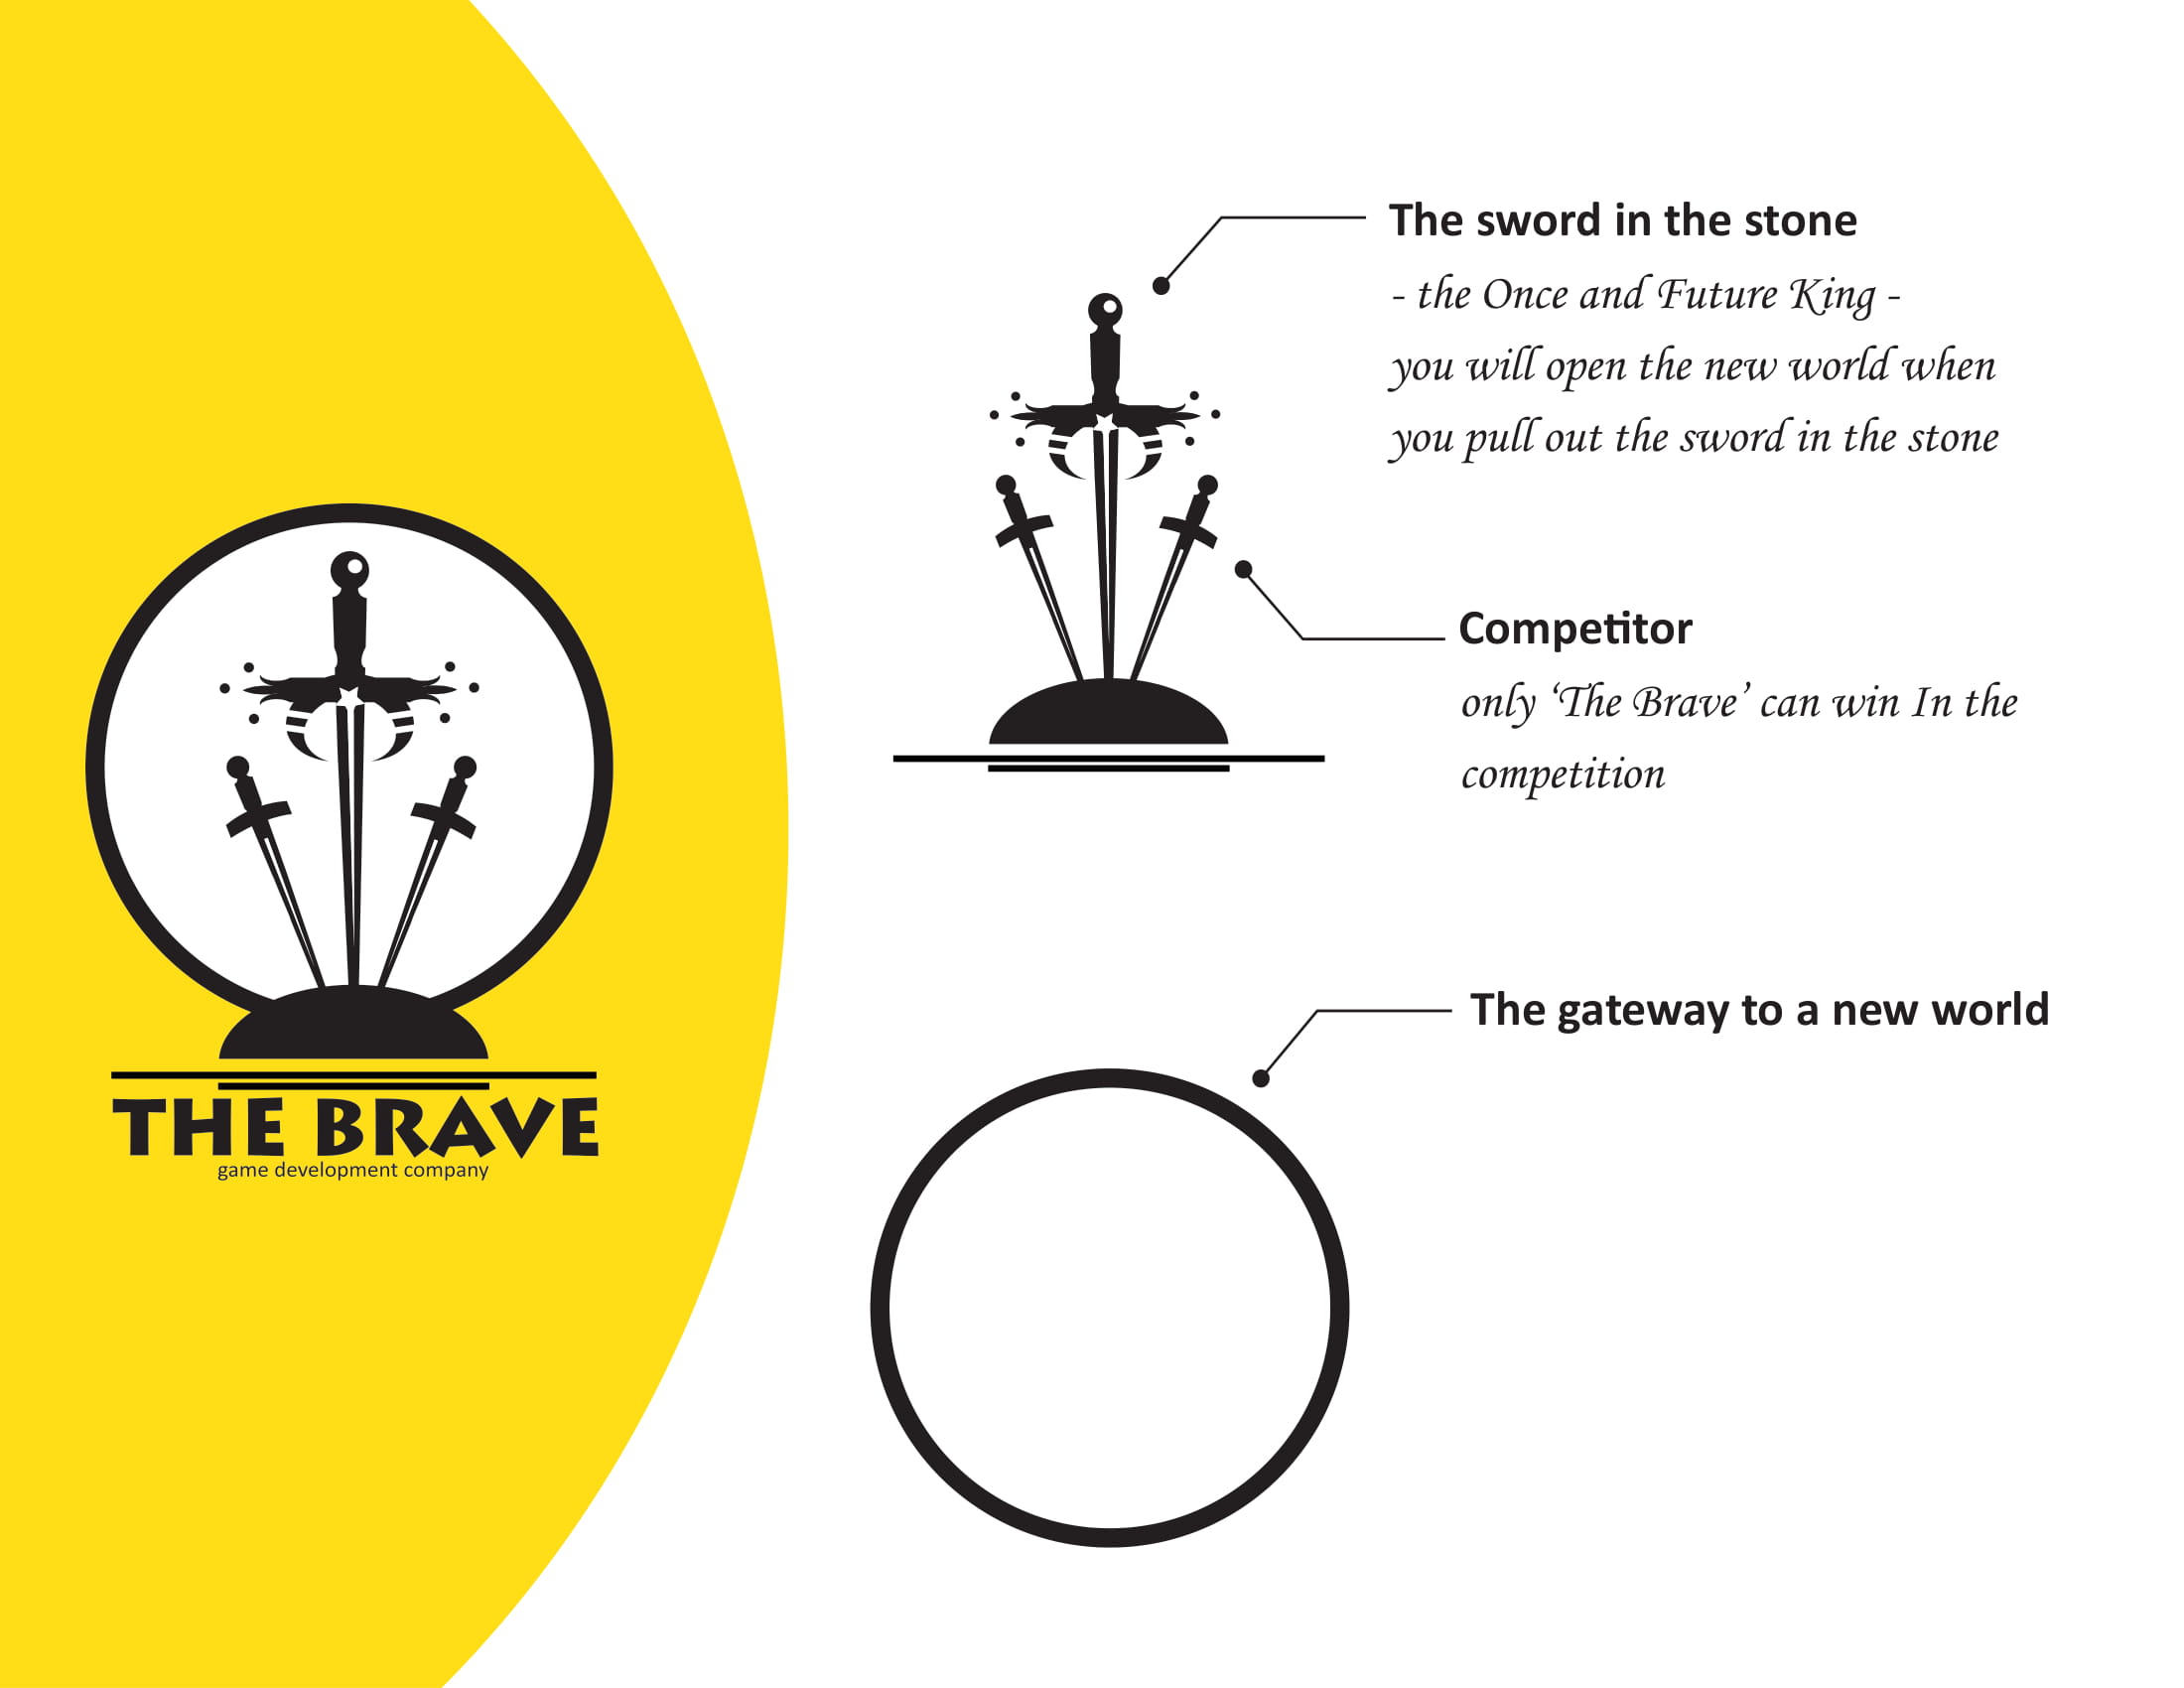 The sword in the stone
- the Once and Future King -
you will open the new world when
you pull out the sword in the stone
Competitor
only ‘The Brave’ can win In the
competition
The gateway to a new world
THE BRAVE
game development company